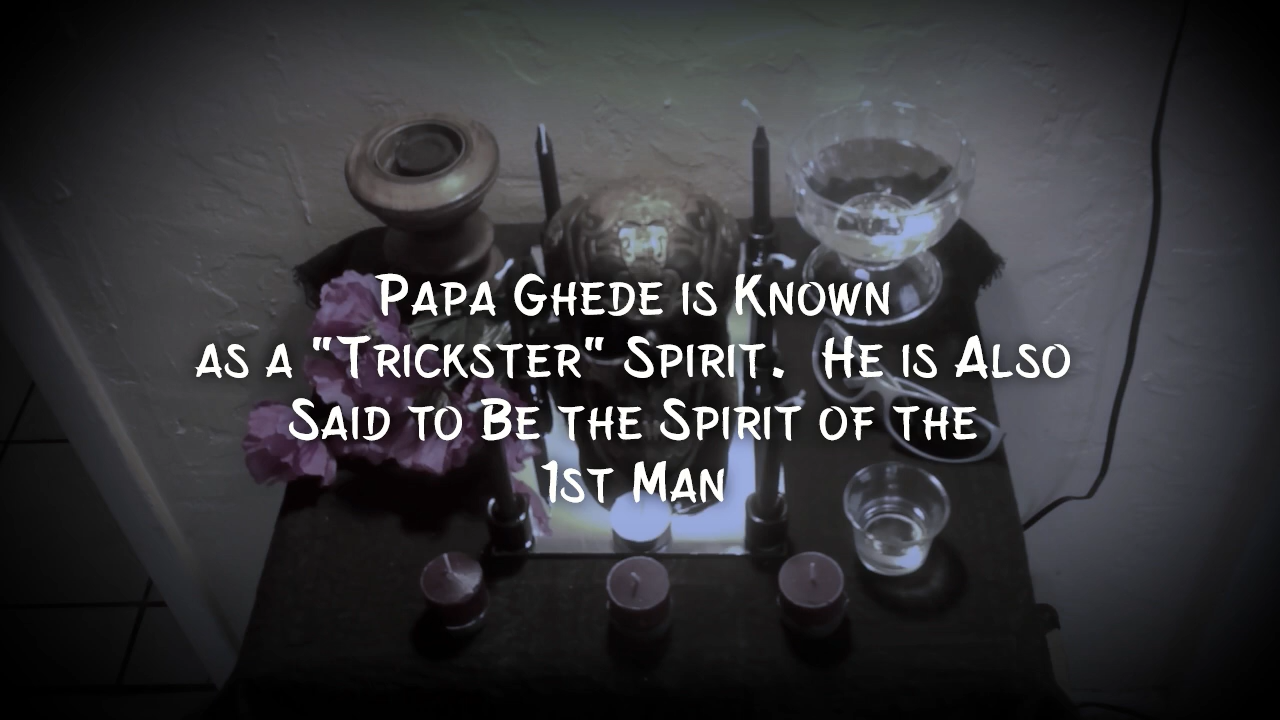 Papa Ghede is Known
as a "Trickster" Spirit.  He is Also
Said to Be the Spirit of the
1st Man